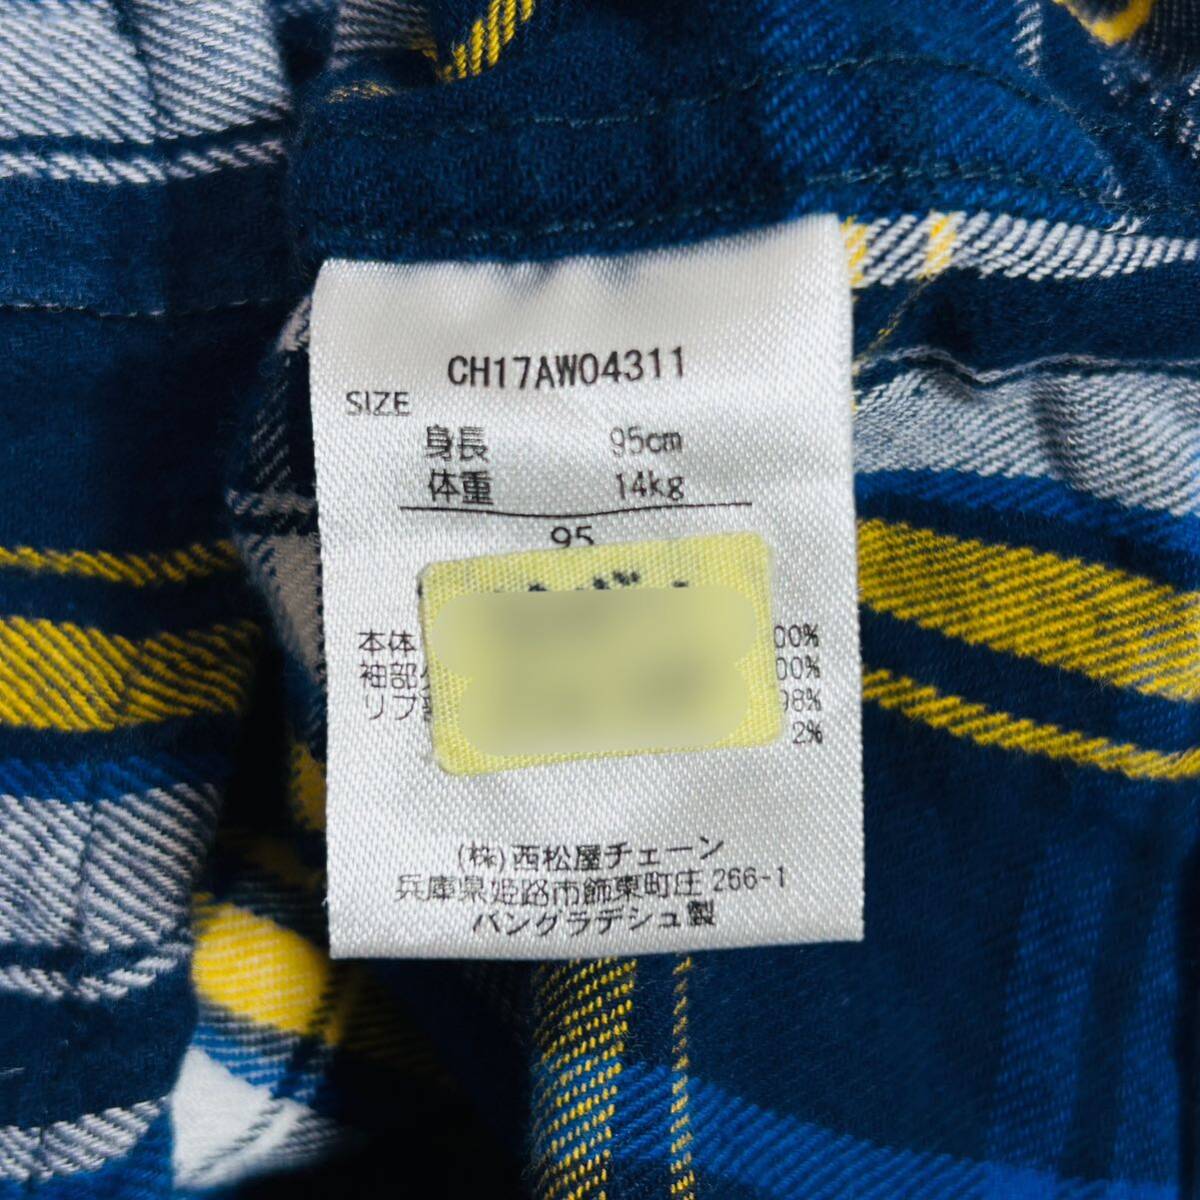 CH17AW04311
SIZE
身長 95cm
体重 14kg
95
本体 00%
袖部 00%
リブ 98%
2%
(株)西松屋チェーン
兵庫県姫路市飾東町庄 266-1
バングラデシュ製